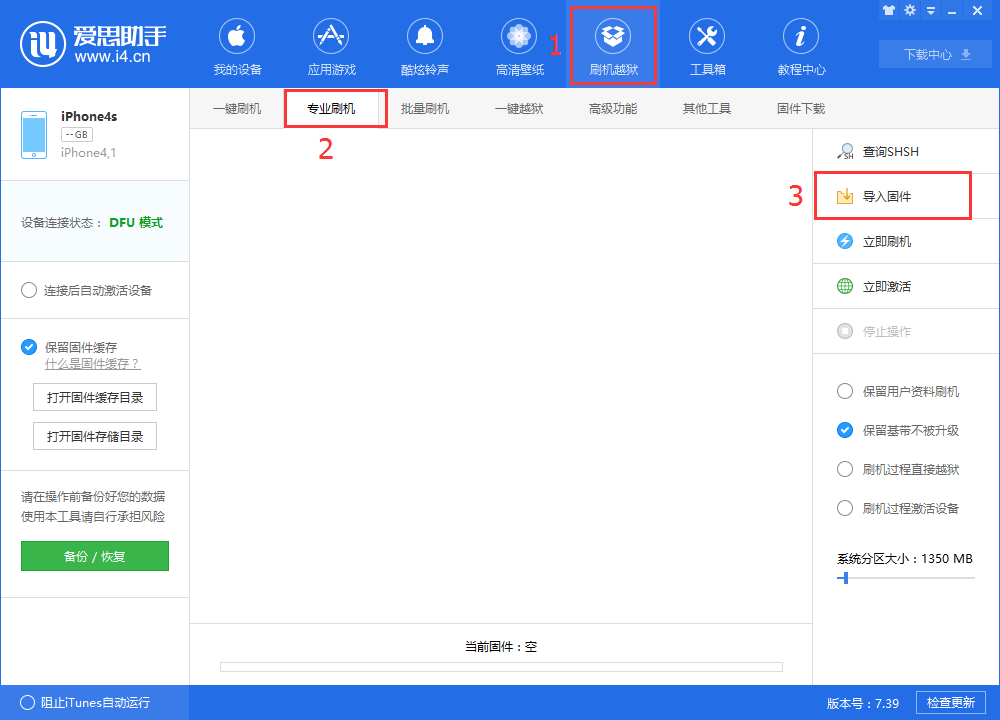 爱思助手
www.i4.cn
我的设备
应用游戏
酷炫铃声
高清壁纸
1
刷机越狱
工具箱
教程中心
下载中心
一键刷机
专业刷机
批量刷机
一键越狱
高级功能
其他工具
固件下载
2
iPhone4s
--GB
iPhone4,1
设备连接状态： DFU 模式
连接后自动激活设备
保留固件缓存
什么是固件缓存？
打开固件缓存目录
打开固件存储目录
请在操作前备份好您的数据
使用本工具请自行承担风险
备份 / 恢复
查询SHSH
3
导入固件
立即刷机
立即激活
停止操作
保留用户资料刷机
保留基带不被升级
刷机过程直接越狱
刷机过程激活设备
系统分区大小：1350 MB
当前固件：空
阻止iTunes自动运行
版本号：7.39
检查更新